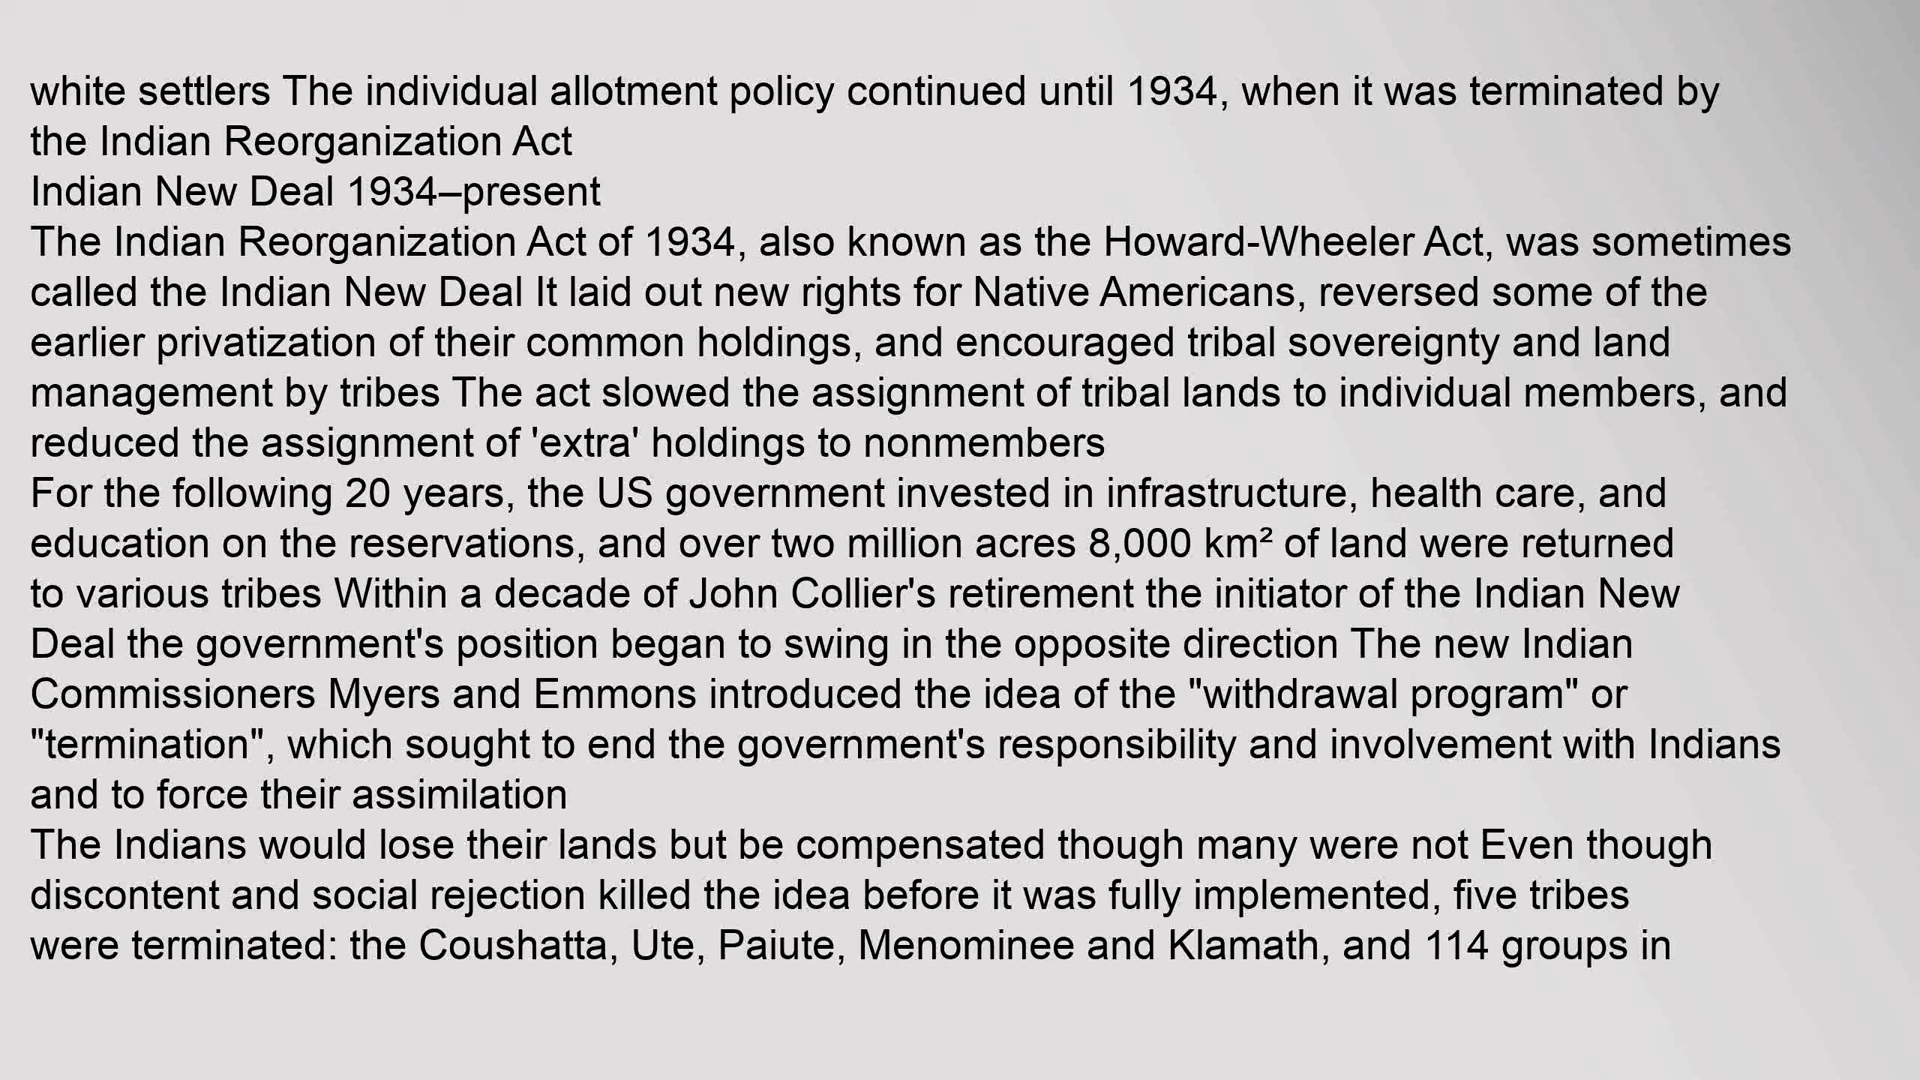 white settlers The individual allotment policy continued until 1934, when it was terminated by
the Indian Reorganization Act
Indian New Deal 1934–present
The Indian Reorganization Act of 1934, also known as the Howard-Wheeler Act, was sometimes
called the Indian New Deal It laid out new rights for Native Americans, reversed some of the
earlier privatization of their common holdings, and encouraged tribal sovereignty and land
management by tribes The act slowed the assignment of tribal lands to individual members, and
reduced the assignment of 'extra' holdings to nonmembers
For the following 20 years, the US government invested in infrastructure, health care, and
education on the reservations, and over two million acres 8,000 km² of land were returned
to various tribes Within a decade of John Collier's retirement the initiator of the Indian New
Deal the government's position began to swing in the opposite direction The new Indian
Commissioners Myers and Emmons introduced the idea of the "withdrawal program" or
"termination", which sought to end the government's responsibility and involvement with Indians
and to force their assimilation
The Indians would lose their lands but be compensated though many were not Even though
discontent and social rejection killed the idea before it was fully implemented, five tribes
were terminated: the Coushatta, Ute, Paiute, Menominee and Klamath, and 114 groups in